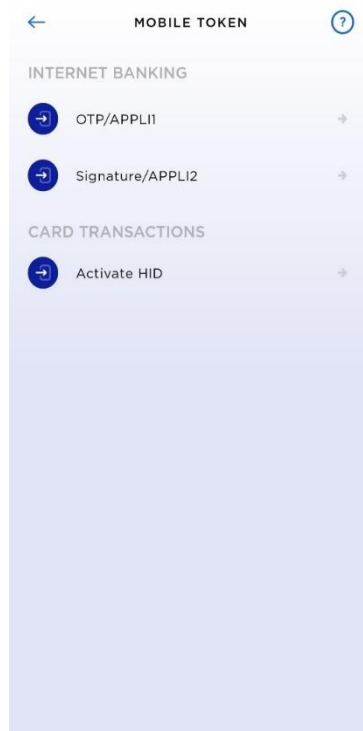 MOBILE TOKEN ?
INTERNET BANKING
OTP/APPLI1
Signature/APPLI2
CARD TRANSACTIONS
Activate HID